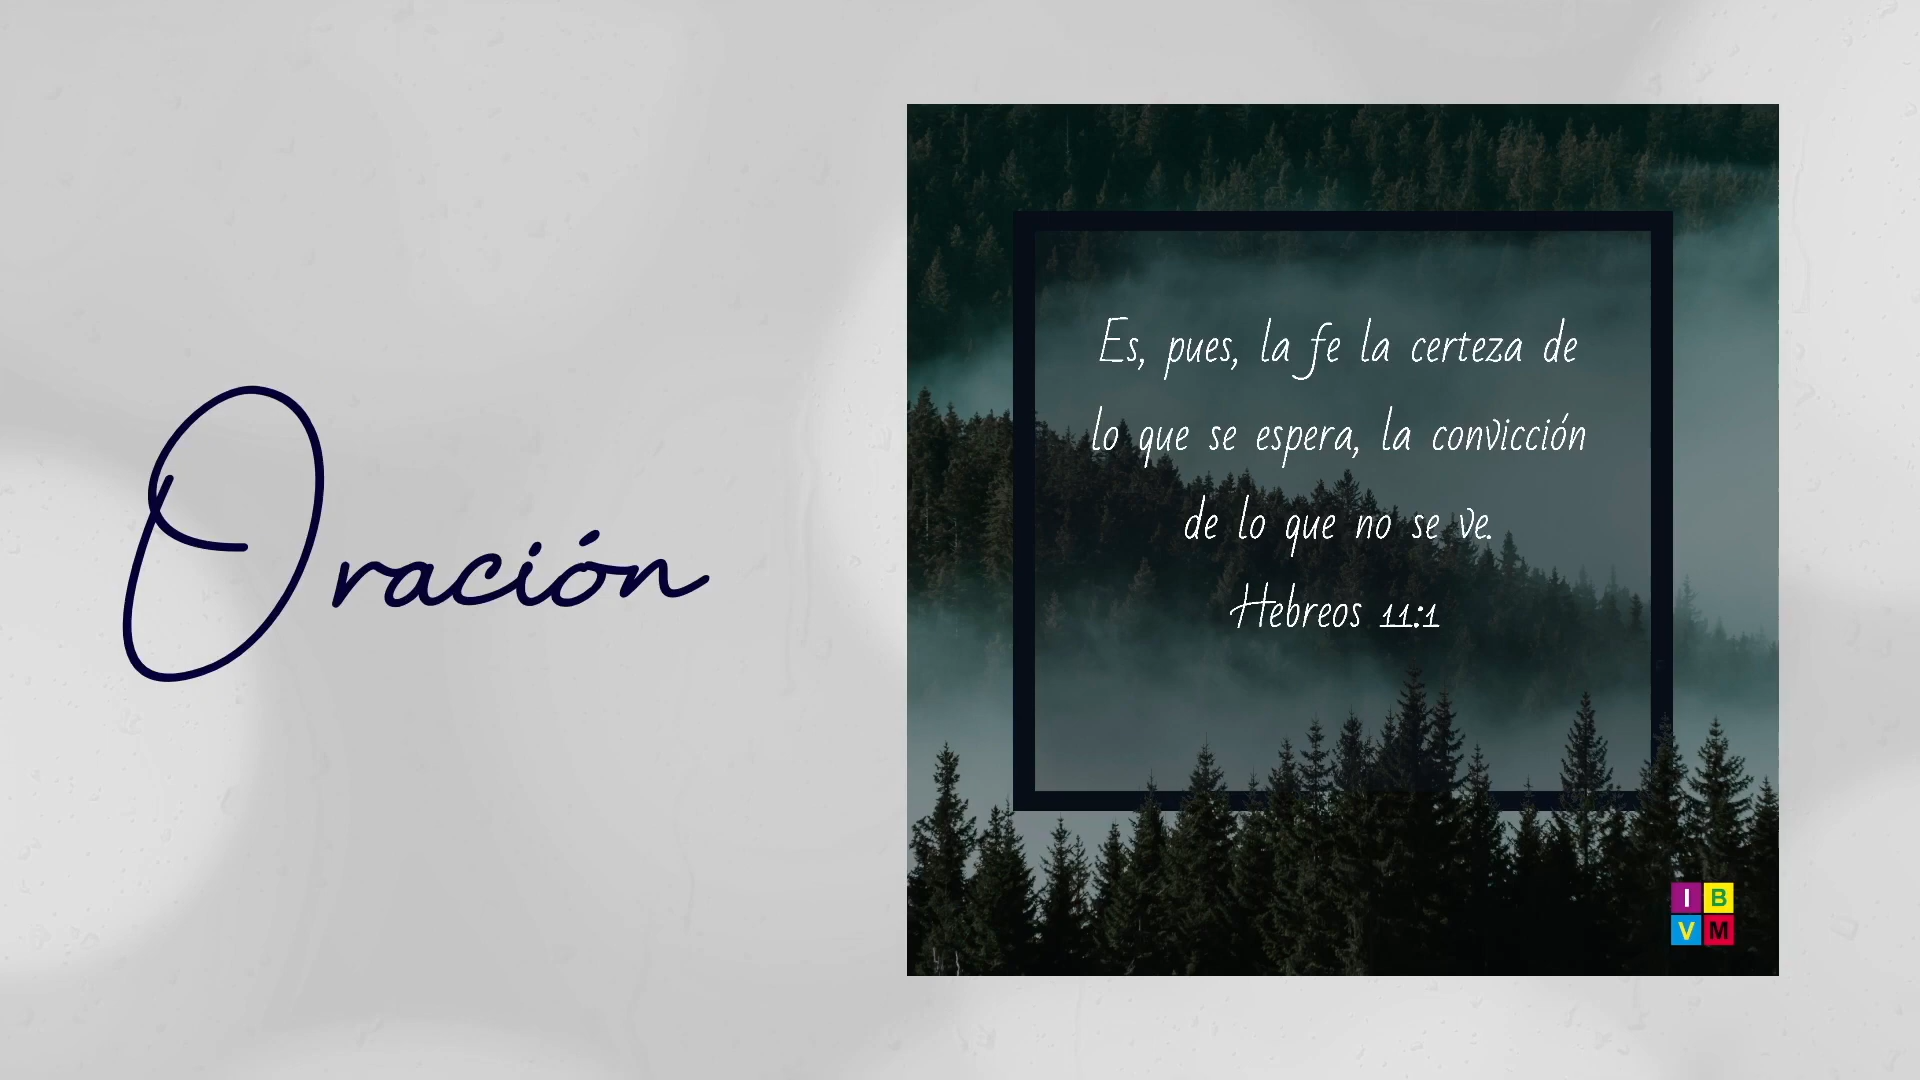 Oración
Es, pues, la fe la certeza de
lo que se espera, la convicción
de lo que no se ve.
Hebreos 11:1
I B
V M